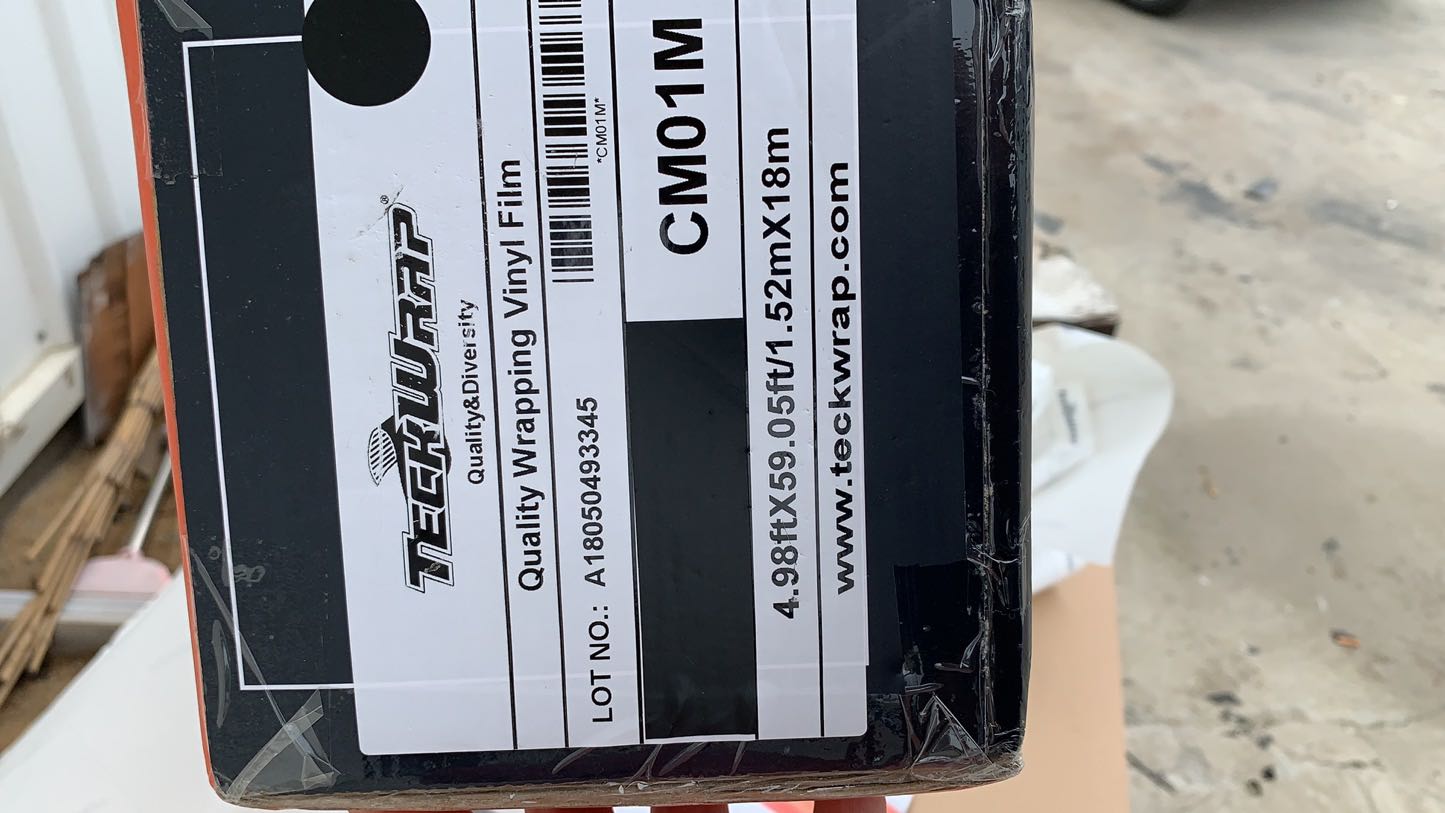 TECKWRAP®
Quality&Diversity
Quality Wrapping Vinyl Film
LOT NO.: A18050493345
*CM01M*
CM01M
4.98ftX59.05ft/1.52mX18m
www.teckwrap.com